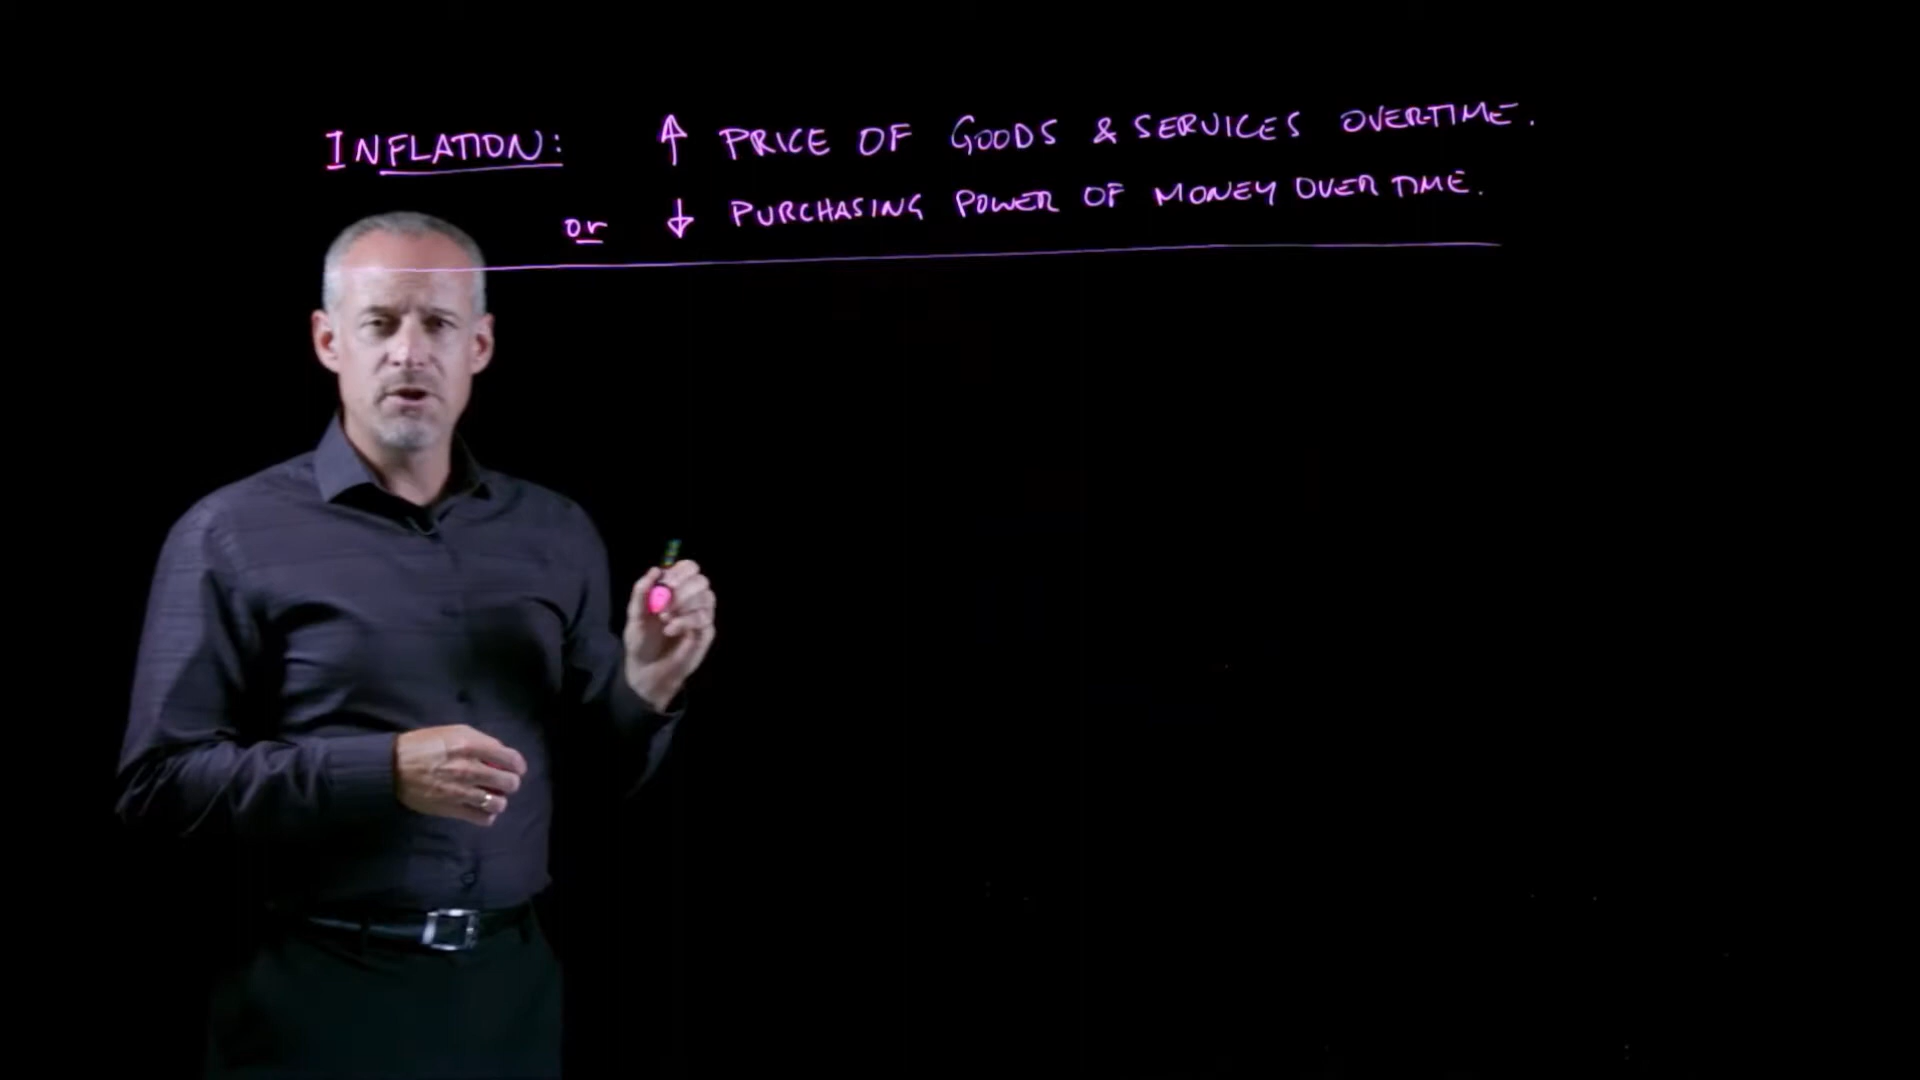 INFLATION: ↑ PRICE OF GOODS & SERVICES OVERTIME.
or ↓ PURCHASING POWER OF MONEY OVER TIME.